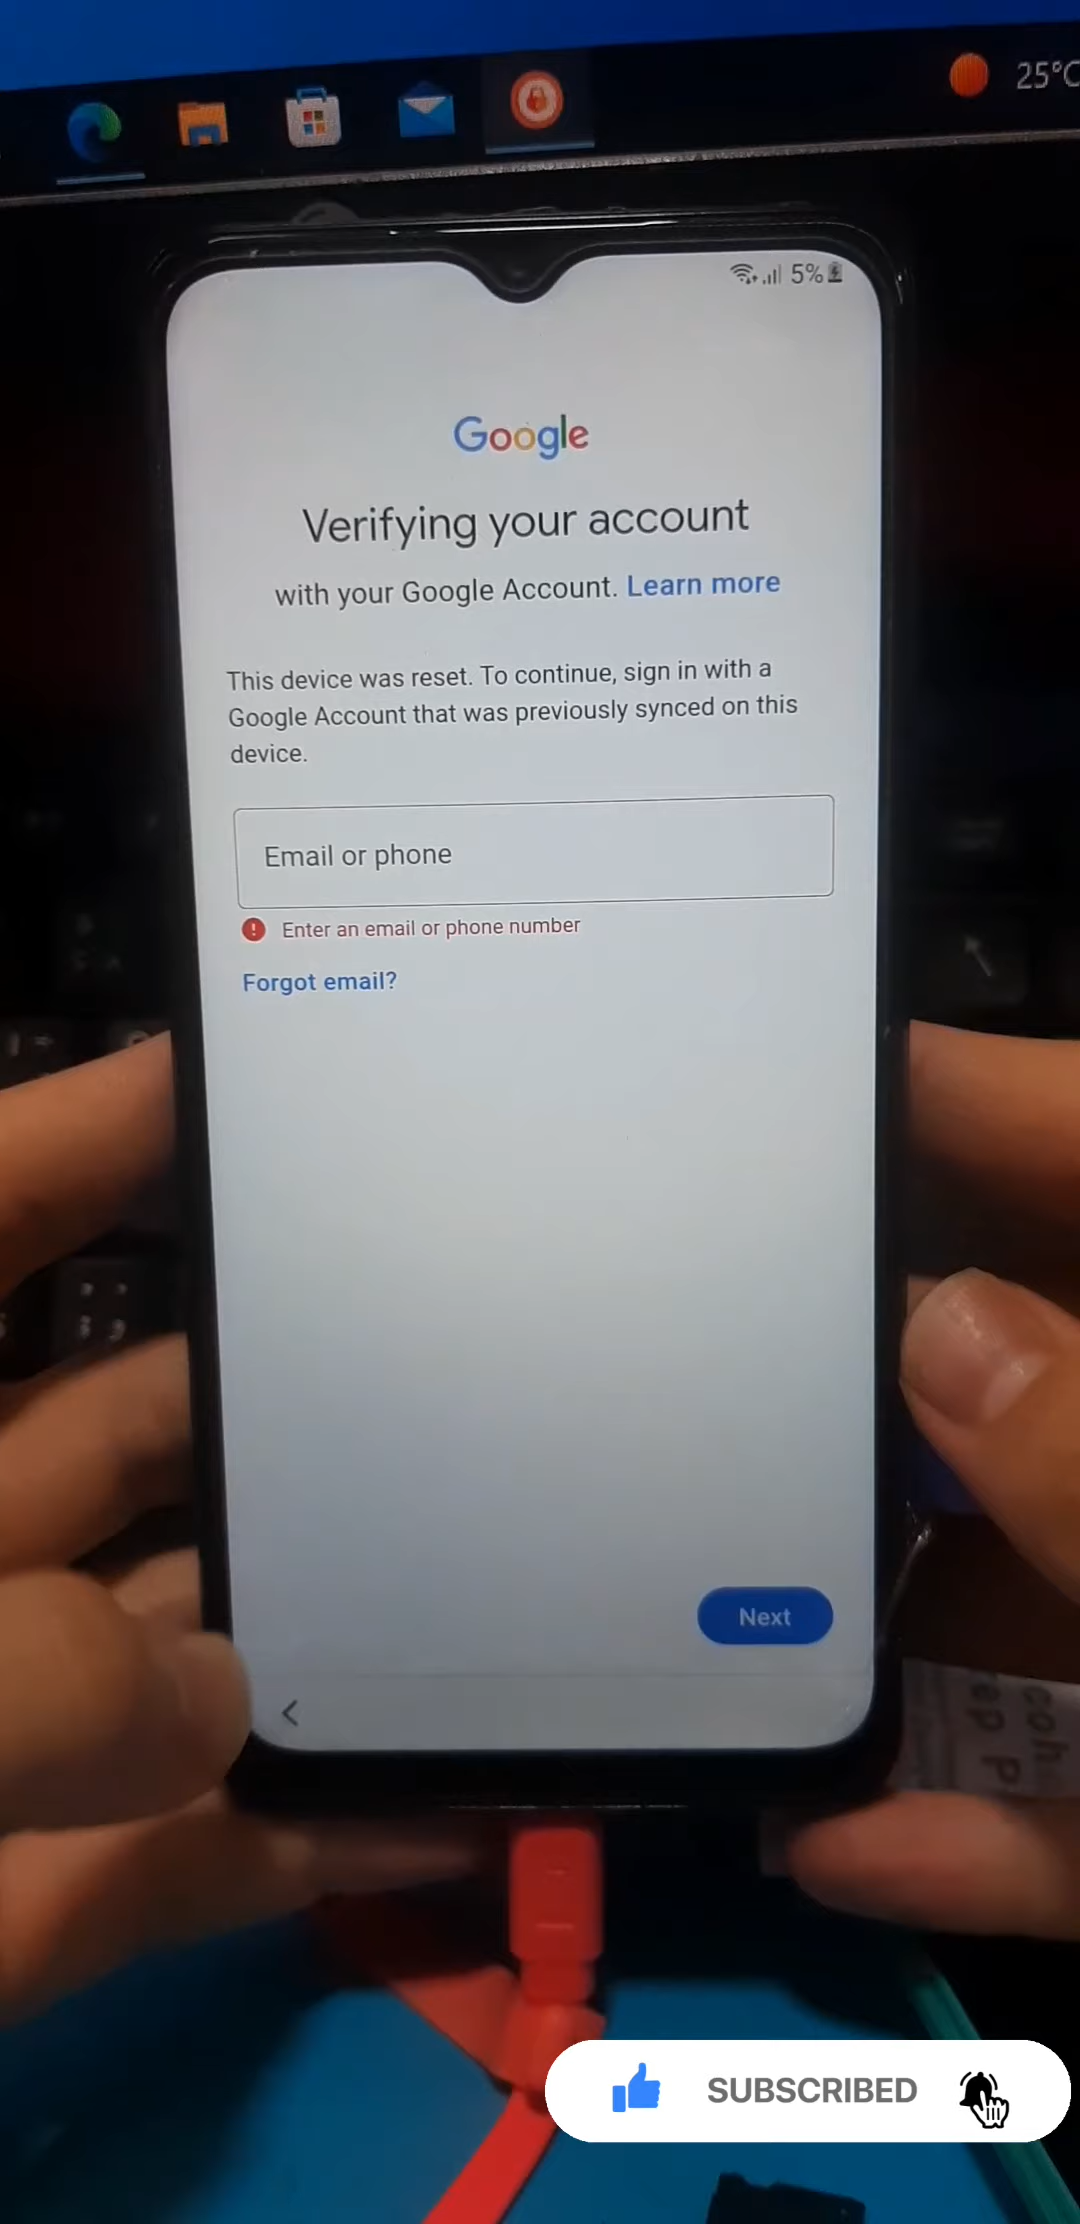 25°C
5%
Google
Verifying your account
with your Google Account. Learn more
This device was reset. To continue, sign in with a
Google Account that was previously synced on this
device.
Email or phone
Enter an email or phone number
Forgot email?
Next
SUBSCRIBED